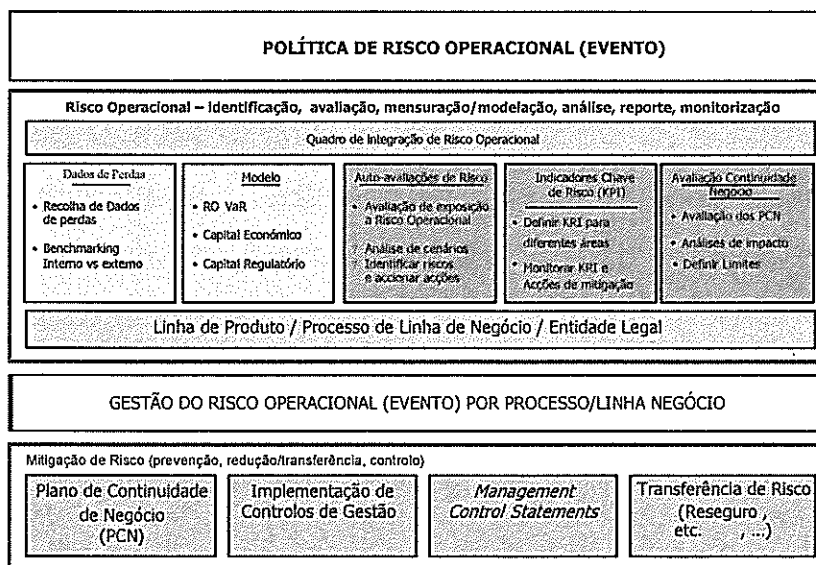 POLÍTICA DE RISCO OPERACIONAL (EVENTO)
Risco Operacional – identificação, avaliação, mensuração/modelação, análise, reporte, monitorização
Quadro de Integração de Risco Operacional
Dados de Perdas
• Recolha de Dados
de perdas
• Benchmarking
Interno vs externo
Modelo
• RO VaR
• Capital Económico
• Capital Regulatório
Auto-avaliações de Risco
• Avaliação de exposição
a Risco Operacional
? Análise de cenários
? Identificar riscos
e accionar acções
Indicadores Chave
de Risco (KPI)
• Definir KRI para
diferentes áreas
• Monitorar KRI e
Acções de mitigação
Avaliação Continuidade
Negócio
• Avaliação dos PCN
• Análises de impacto
• Definir Limites
Linha de Produto / Processo de Linha de Negócio / Entidade Legal
GESTÃO DO RISCO OPERACIONAL (EVENTO) POR PROCESSO/LINHA NEGÓCIO
Mitigação de Risco (prevenção, redução/transferência, controlo)
Plano de Continuidade
de Negócio
(PCN)
Implementação de
Controlos de Gestão
Management
Control Statements
Transferência de Risco
(Reseguro ,
etc. , ...)